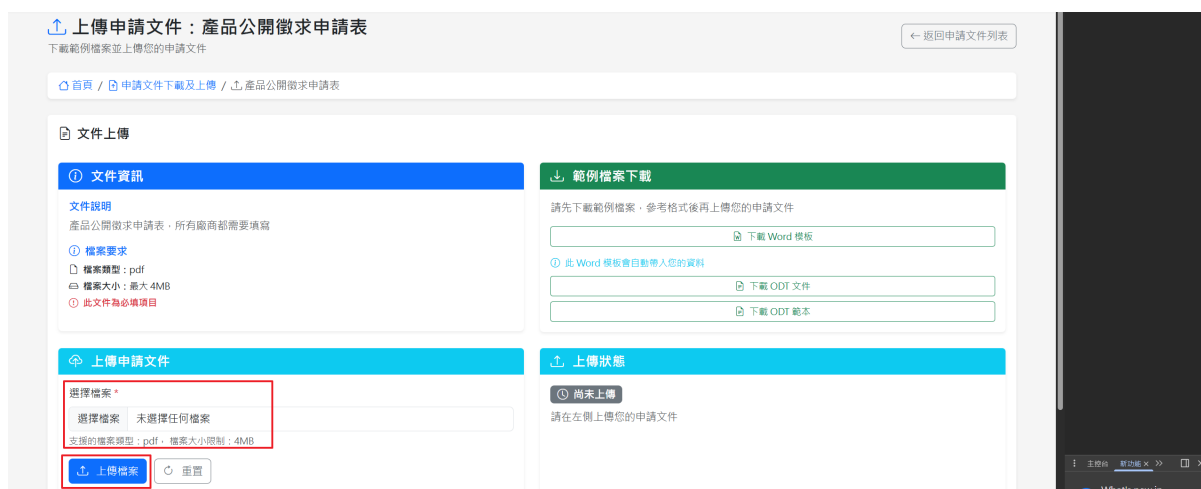 上傳申請文件：產品公開徵求申請表
下載範例檔案並上傳您的申請文件
← 返回申請文件列表
首頁 / 申請文件下載及上傳 / 產品公開徵求申請表
文件上傳
文件資訊
文件說明
產品公開徵求申請表，所有廠商都需要填寫
檔案要求
檔案類型：pdf
檔案大小：最大 4MB
此文件為必填項目
範例檔案下載
請先下載範例檔案，參考格式後再上傳您的申請文件
下載 Word 模板
此 Word 模板會自動帶入您的資料
下載 ODT 文件
下載 ODT 範本
上傳申請文件
選擇檔案 *
選擇檔案 未選擇任何檔案
支援的檔案類型：pdf， 檔案大小限制：4MB
上傳檔案
重置
上傳狀態
尚未上傳
請在左側上傳您的申請文件
主控台 新功能 ×
What's new in